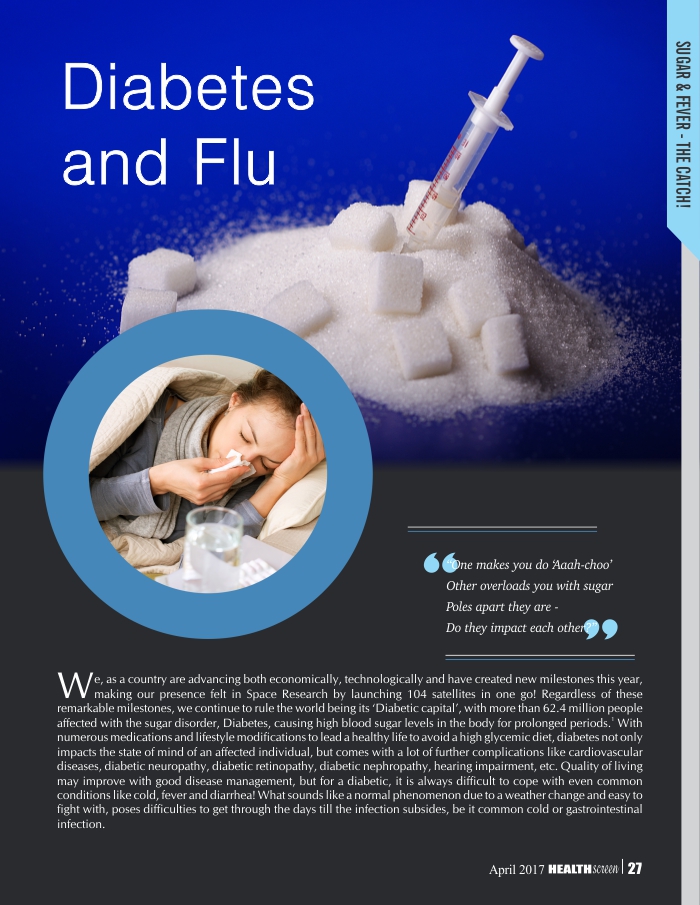 Diabetes
and Flu
SUGAR & FEVER - THE CATCH!
“One makes you do ‘Aaah-choo’
Other overloads you with sugar
Poles apart they are -
Do they impact each other?”
We, as a country are advancing both economically, technologically and have created new milestones this year,
making our presence felt in Space Research by launching 104 satellites in one go! Regardless of these
remarkable milestones, we continue to rule the world being its ‘Diabetic capital’, with more than 62.4 million people
affected with the sugar disorder, Diabetes, causing high blood sugar levels in the body for prolonged periods.1 With
numerous medications and lifestyle modifications to lead a healthy life to avoid a high glycemic diet, diabetes not only
impacts the state of mind of an affected individual, but comes with a lot of further complications like cardiovascular
diseases, diabetic neuropathy, diabetic retinopathy, diabetic nephropathy, hearing impairment, etc. Quality of living
may improve with good disease management, but for a diabetic, it is always difficult to cope with even common
conditions like cold, fever and diarrhea! What sounds like a normal phenomenon due to a weather change and easy to
fight with, poses difficulties to get through the days till the infection subsides, be it common cold or gastrointestinal
infection.
April 2017 HEALTHscreen | 27